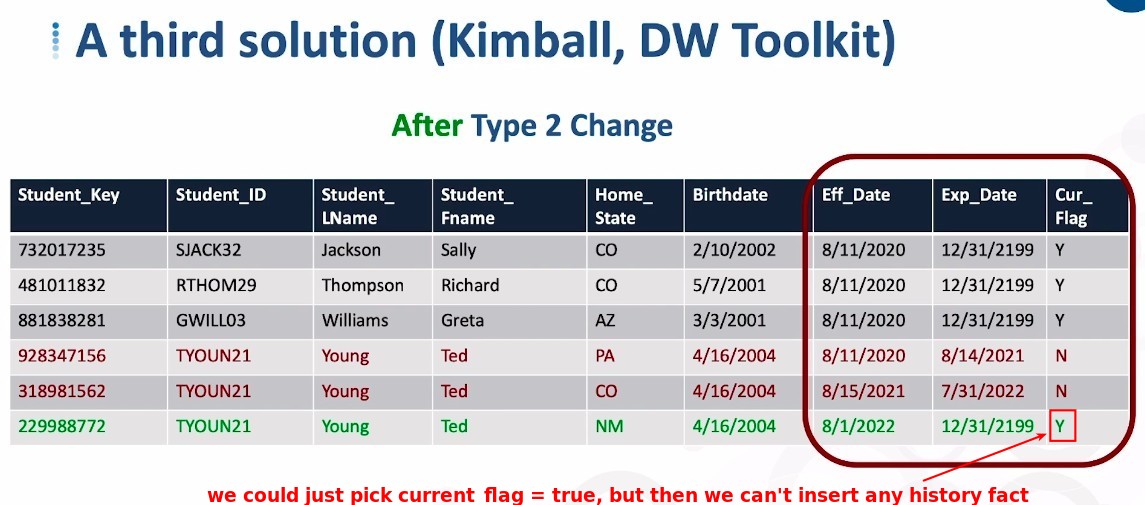 A third solution (Kimball, DW Toolkit)
After Type 2 Change
Student_Key Student_ID Student_ LName Student_ Fname Home_ State Birthdate Eff_Date Exp_Date Cur_ Flag
732017235 SJACK32 Jackson Sally CO 2/10/2002 8/11/2020 12/31/2199 Y
481011832 RTHOM29 Thompson Richard CO 5/7/2001 8/11/2020 12/31/2199 Y
881838281 GWILL03 Williams Greta AZ 3/3/2001 8/11/2020 12/31/2199 Y
928347156 TYOUN21 Young Ted PA 4/16/2004 8/11/2020 8/14/2021 N
318981562 TYOUN21 Young Ted CO 4/16/2004 8/15/2021 7/31/2022 N
229988772 TYOUN21 Young Ted NM 4/16/2004 8/1/2022 12/31/2199 Y
we could just pick current flag = true, but then we can't insert any history fact